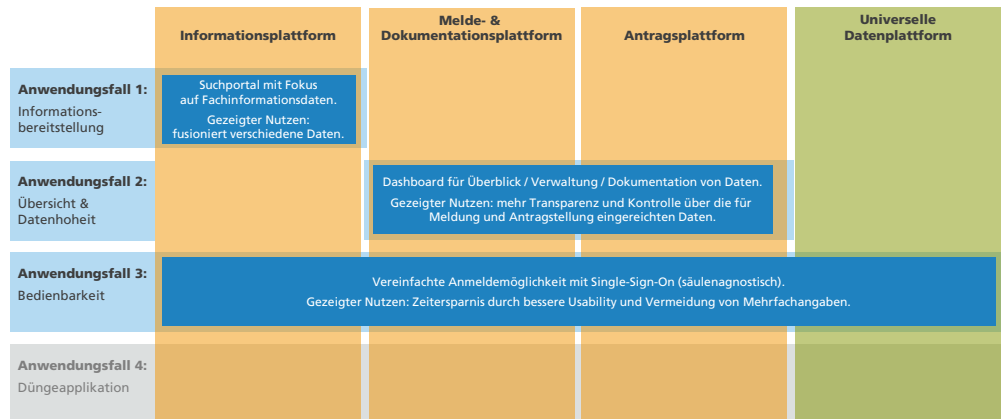 Informationsplattform
Melde- &
Dokumentationsplattform
Antragsplattform
Universelle
Datenplattform
Anwendungsfall 1:
Informations-
bereitstellung
Suchportal mit Fokus
auf Fachinformationsdaten.
Gezeigter Nutzen:
fusioniert verschiedene Daten.
Anwendungsfall 2:
Übersicht &
Datenhoheit
Dashboard für Überblick / Verwaltung / Dokumentation von Daten.
Gezeigter Nutzen: mehr Transparenz und Kontrolle über die für
Meldung und Antragstellung eingereichten Daten.
Anwendungsfall 3:
Bedienbarkeit
Vereinfachte Anmeldemöglichkeit mit Single-Sign-On (säulenagnostisch).
Gezeigter Nutzen: Zeitersparnis durch bessere Usability und Vermeidung von Mehrfachangaben.
Anwendungsfall 4:
Düngeapplikation